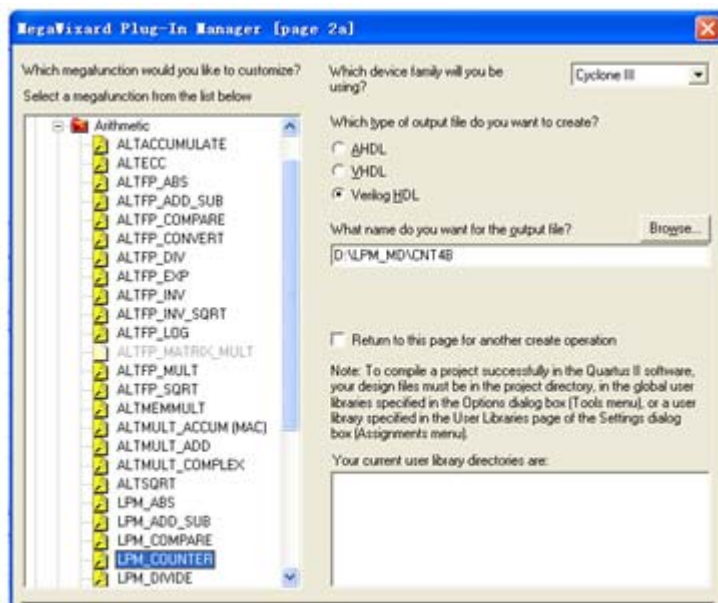 MegaWizard Plug-In Manager [page 2a]
Which megafunction would you like to customize?
Select a megafunction from the list below
Arithmetic
ALTACCUMULATE
ALTECC
ALTFP_ABS
ALTFP_ADD_SUB
ALTFP_COMPARE
ALTFP_CONVERT
ALTFP_DIV
ALTFP_EXP
ALTFP_INV
ALTFP_INV_SQRT
ALTFP_LOG
ALTFP_MATRIX_MULT
ALTFP_MULT
ALTFP_SQRT
ALTMEMMULT
ALTMULT_ACCUM (MAC)
ALTMULT_ADD
ALTMULT_COMPLEX
ALTSQRT
LPM_ABS
LPM_ADD_SUB
LPM_COMPARE
LPM_COUNTER
LPM_DIVIDE
Which device family will you be
using?
Cyclone III
Which type of output file do you want to create?
AHDL
VHDL
Verilog HDL
What name do you want for the output file?
Browse...
D:\LPM_MD\CNT4B
Return to this page for another create operation
Note: To compile a project successfully in the Quartus II software,
your design files must be in the project directory, in the global user
libraries specified in the Options dialog box (Tools menu), or a user
library specified in the User Libraries page of the Settings dialog
box (Assignments menu).
Your current user library directories are: